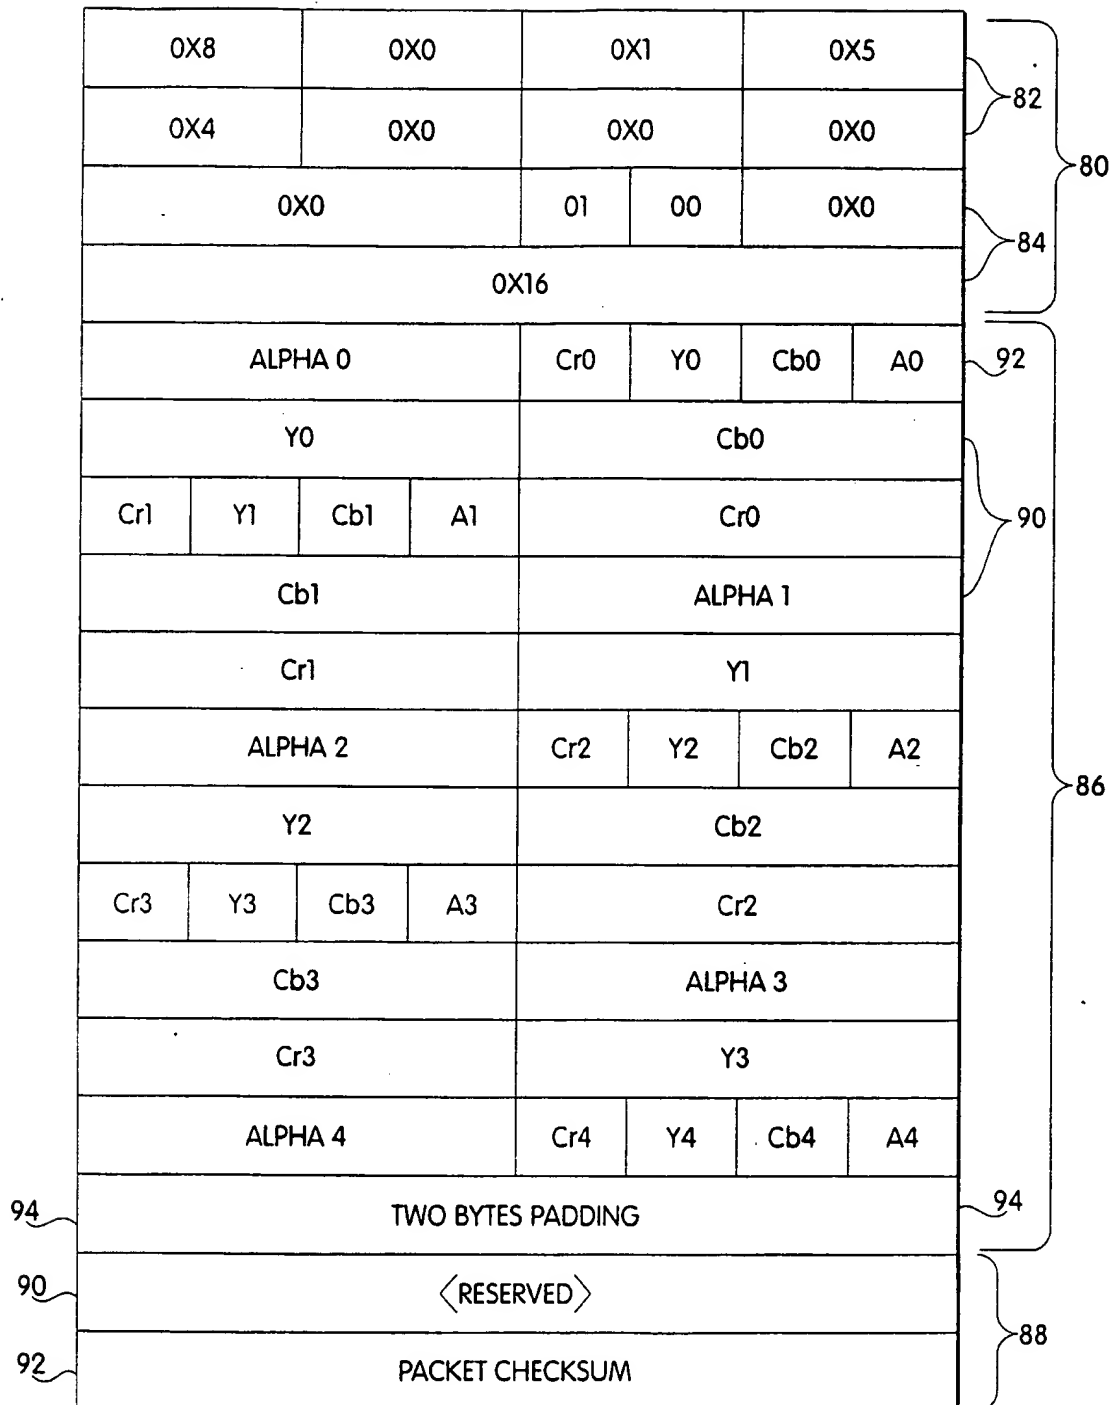 0X8 0X0 0X1 0X5
82
0X4 0X0 0X0 0X0
80
0X0 01 00 0X0
84
0X16
ALPHA 0 Cr0 Y0 Cb0 A0 92
Y0 Cb0
Cr1 Y1 Cb1 A1 Cr0 90
Cb1 ALPHA 1
Cr1 Y1
ALPHA 2 Cr2 Y2 Cb2 A2
86
Y2 Cb2
Cr3 Y3 Cb3 A3 Cr2
Cb3 ALPHA 3
Cr3 Y3
ALPHA 4 Cr4 Y4 Cb4 A4
94 TWO BYTES PADDING 94
90 <RESERVED>
88
92 PACKET CHECKSUM